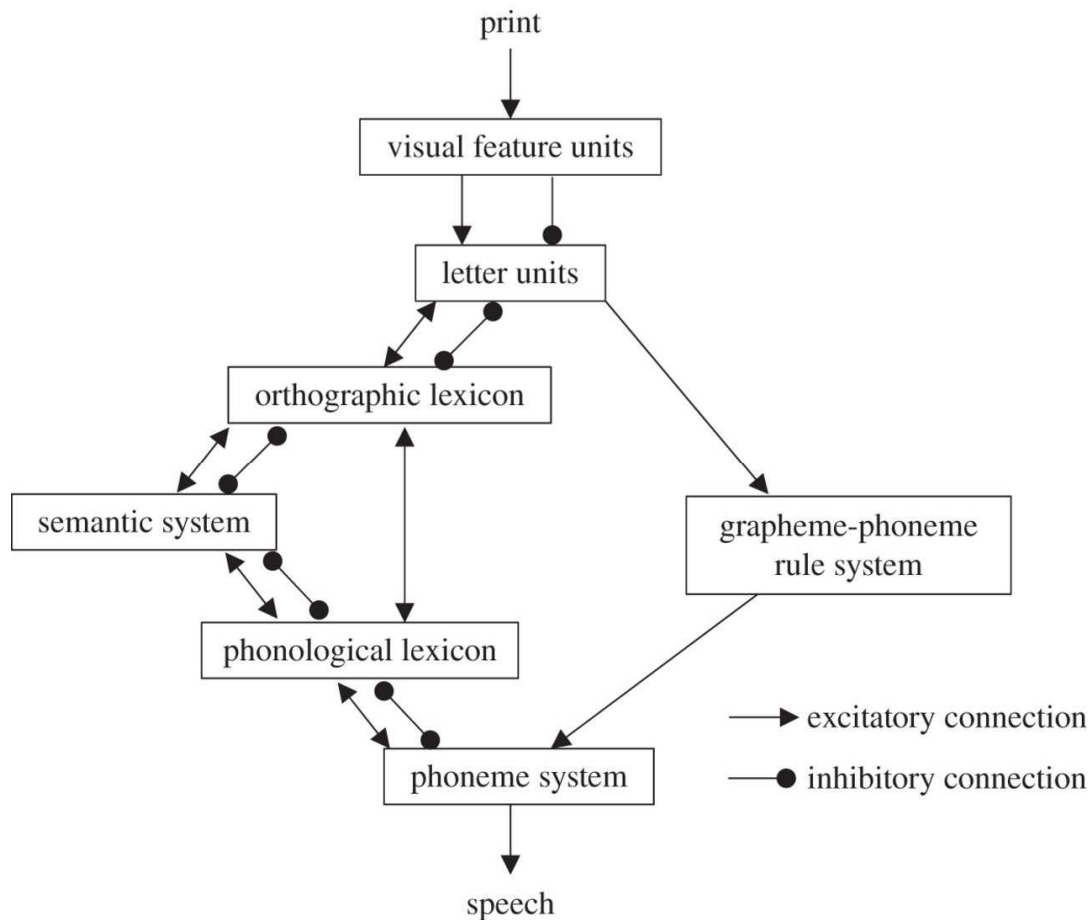 print
visual feature units
letter units
orthographic lexicon
semantic system
grapheme-phoneme
rule system
phonological lexicon
excitatory connection
phoneme system
inhibitory connection
speech